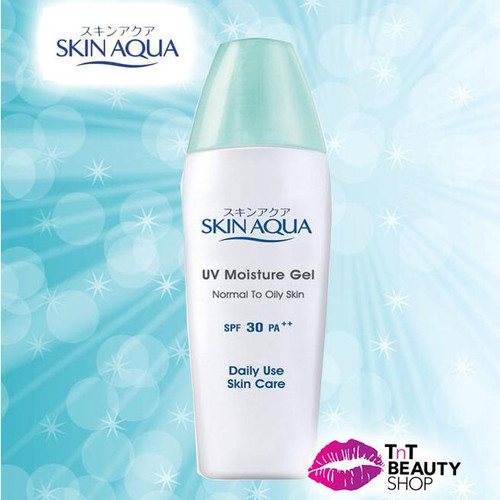 スキンアクア
SKIN AQUA
スキンアクア
SKIN AQUA
UV Moisture Gel
Normal To Oily Skin
SPF 30 PA++
Daily Use
Skin Care
TnT
BEAUTY
SHOP